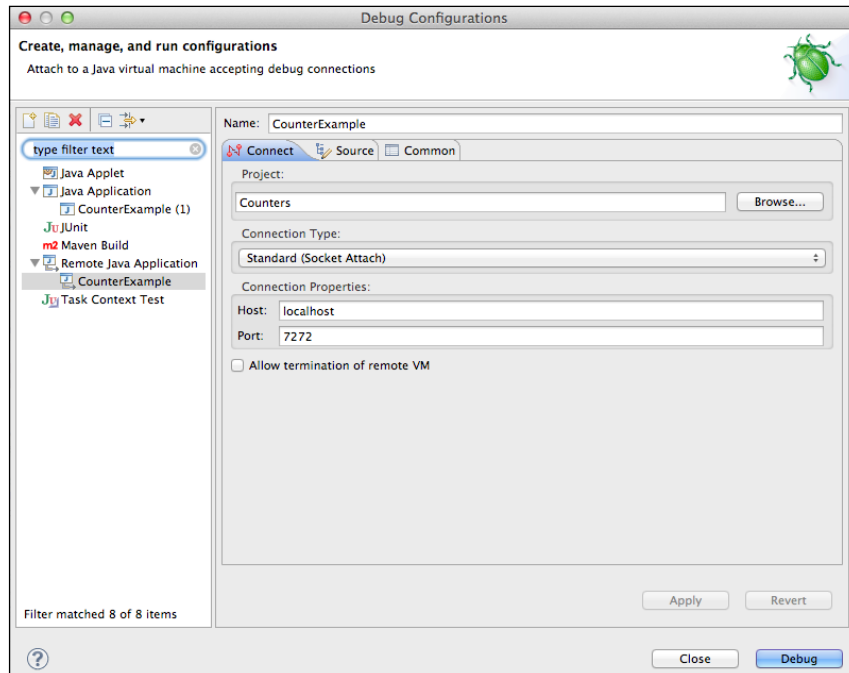 Debug Configurations
Create, manage, and run configurations
Attach to a Java virtual machine accepting debug connections
type filter text
Java Applet
Java Application
CounterExample (1)
JUnit
m2 Maven Build
Remote Java Application
CounterExample
Task Context Test
Filter matched 8 of 8 items
Name: CounterExample
Connect Source Common
Project:
Counters Browse...
Connection Type:
Standard (Socket Attach)
Connection Properties:
Host: localhost
Port: 7272
Allow termination of remote VM
Apply Revert
? Close Debug